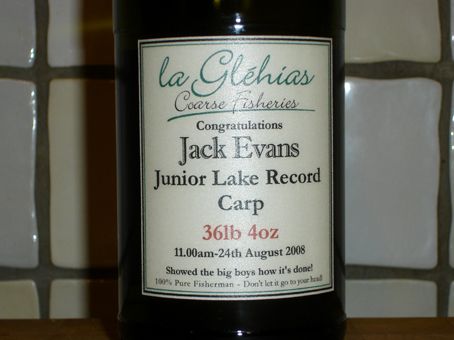 la Gléhias
Coarse Fisheries
Congratulations
Jack Evans
Junior Lake Record
Carp
36lb 4oz
11.00am-24th August 2008
Showed the big boys how it's done!
100% Pure Fisherman - Don't let it go to your head!